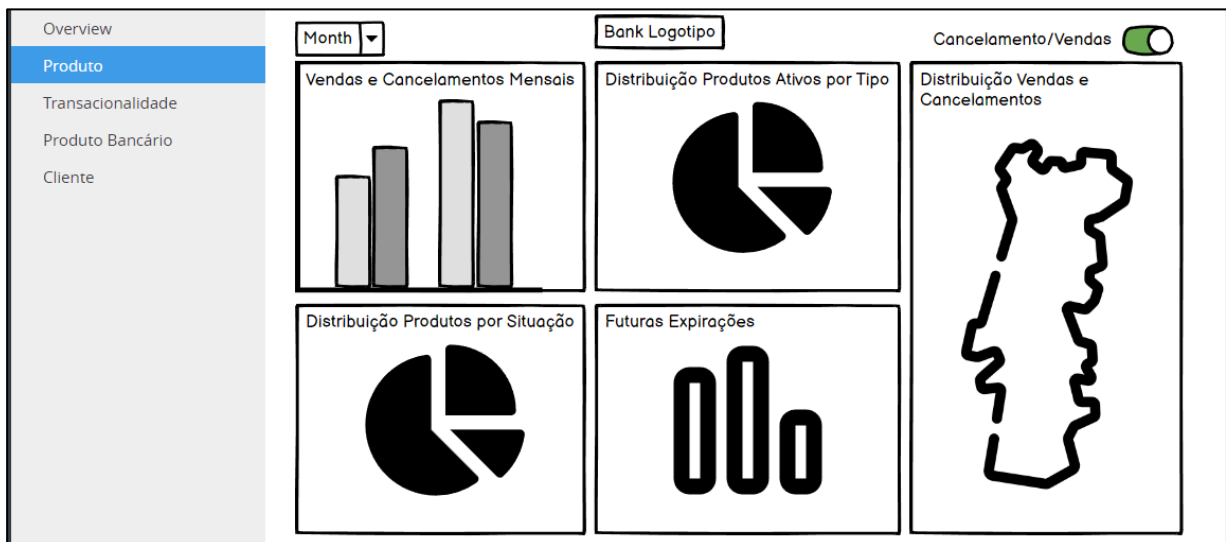 Overview
Produto
Transacionalidade
Produto Bancário
Cliente
Month
Bank Logotipo
Cancelamento/Vendas
Vendas e Cancelamentos Mensais
Distribuição Produtos Ativos por Tipo
Distribuição Vendas e
Cancelamentos
Distribuição Produtos por Situação
Futuras Expirações